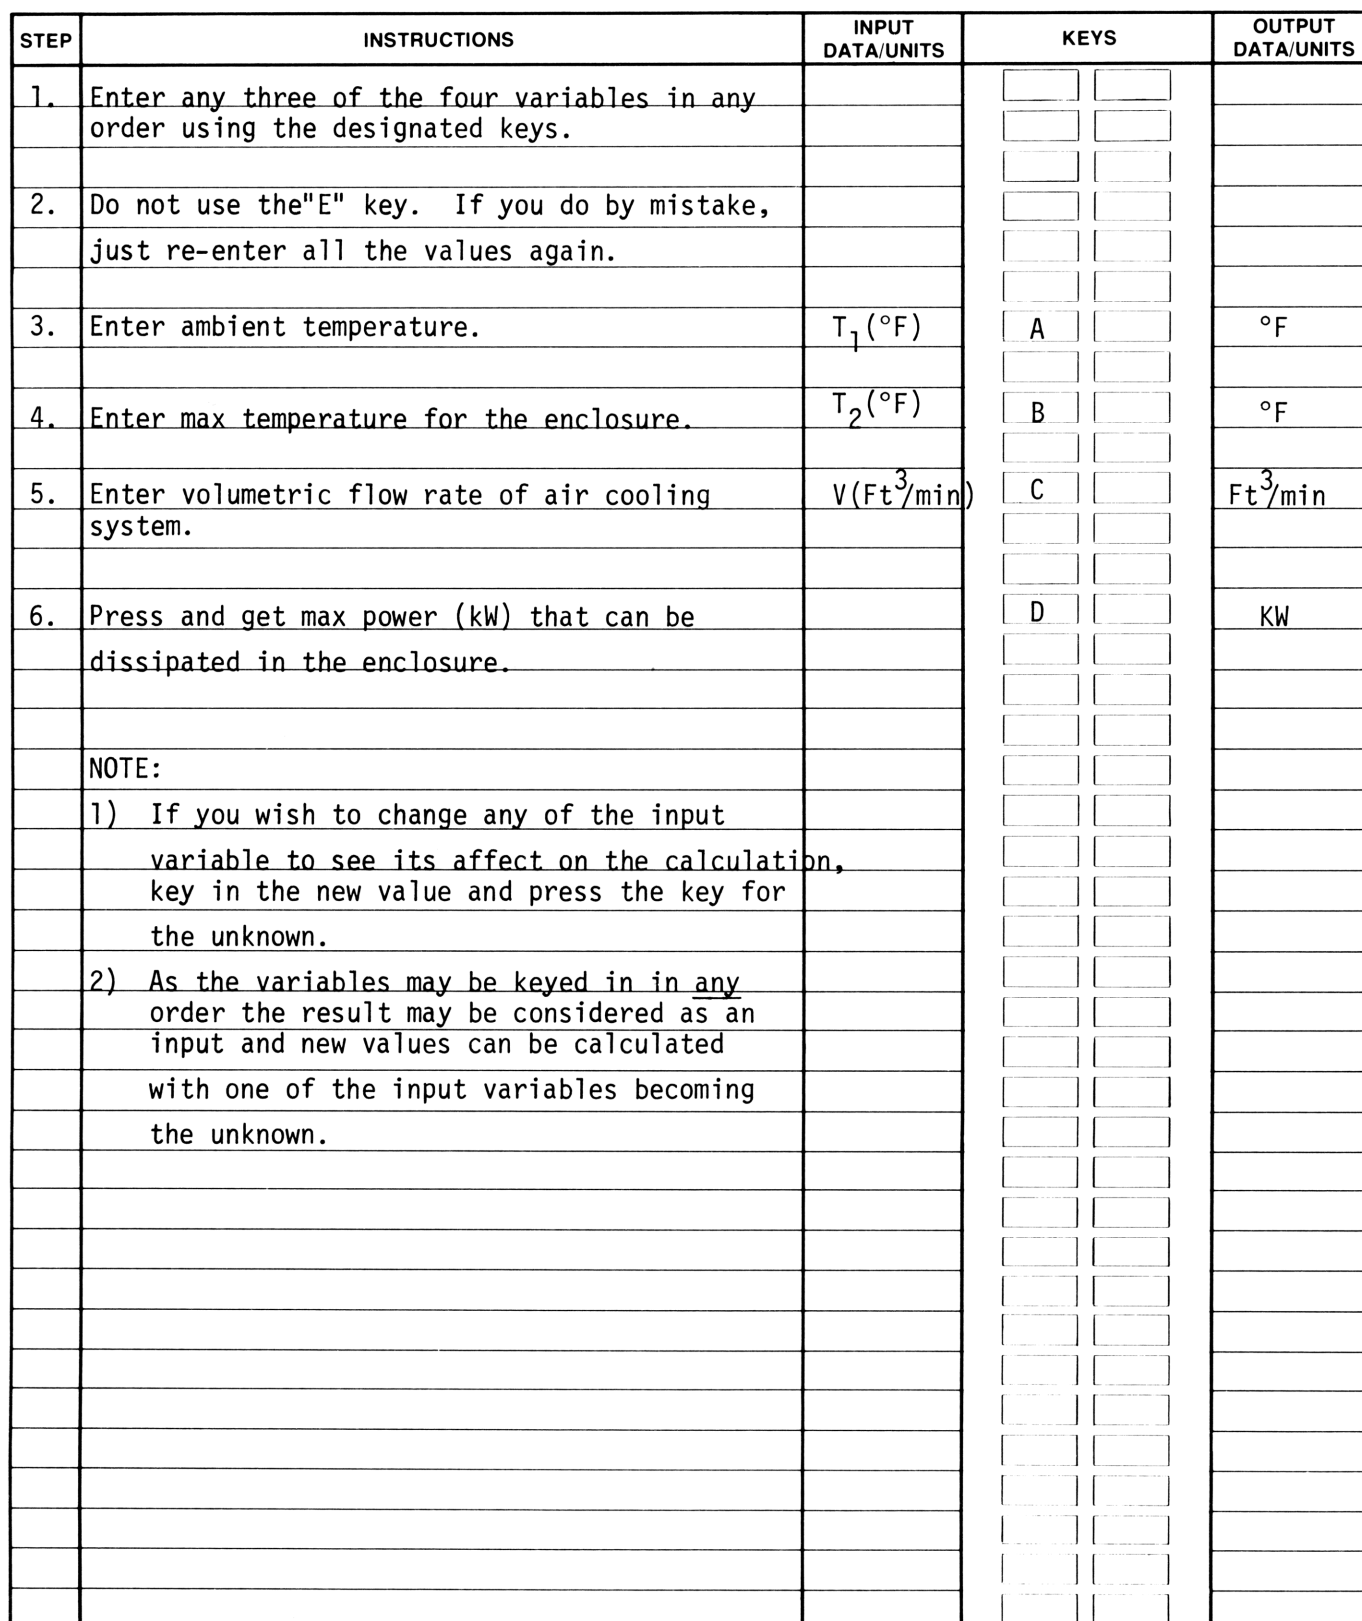 STEP INSTRUCTIONS INPUT DATA/UNITS KEYS OUTPUT DATA/UNITS
1. Enter any three of the four variables in any
order using the designated keys.
2. Do not use the"E" key. If you do by mistake,
just re-enter all the values again.
3. Enter ambient temperature. T₁(°F) A °F
4. Enter max temperature for the enclosure. T₂(°F) B °F
5. Enter volumetric flow rate of air cooling V(Ft³/min) C Ft³/min
system.
6. Press and get max power (kW) that can be D KW
dissipated in the enclosure.
NOTE:
1) If you wish to change any of the input
variable to see its affect on the calculation,
key in the new value and press the key for
the unknown.
2) As the variables may be keyed in in any
order the result may be considered as an
input and new values can be calculated
with one of the input variables becoming
the unknown.